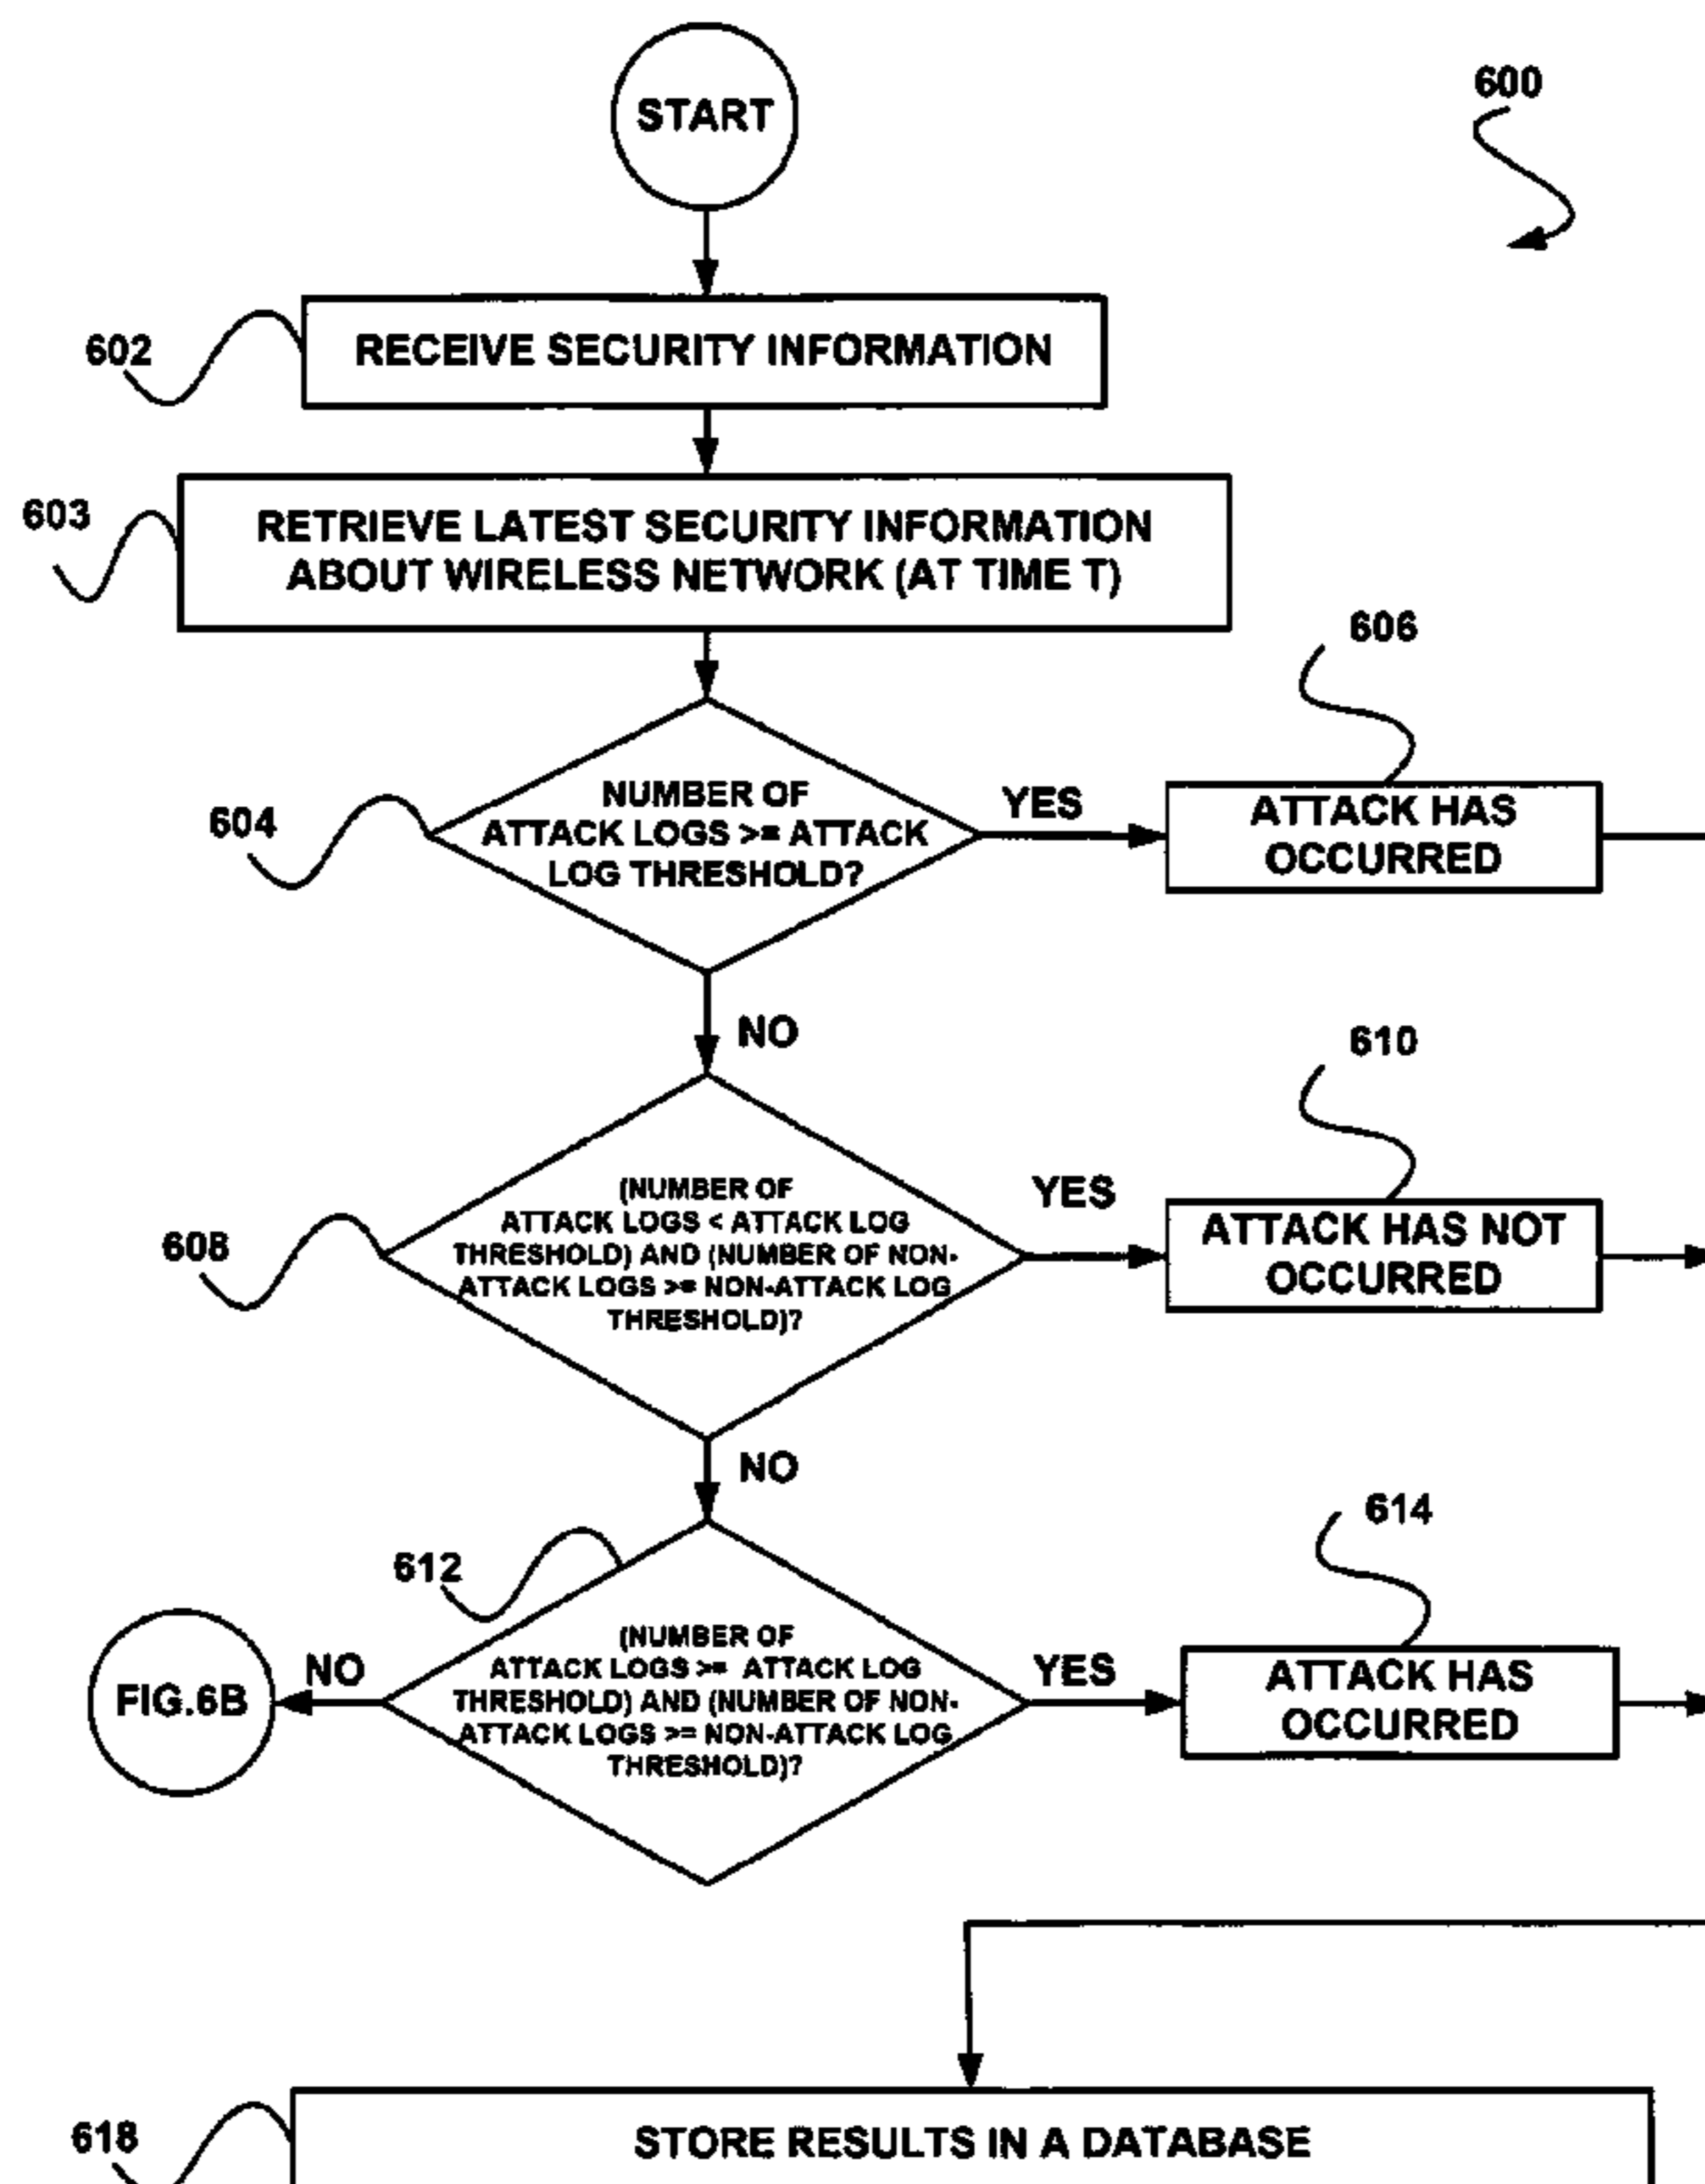 START
600
602
RECEIVE SECURITY INFORMATION
603
RETRIEVE LATEST SECURITY INFORMATION
ABOUT WIRELESS NETWORK (AT TIME T)
606
604
NUMBER OF
ATTACK LOGS >= ATTACK
LOG THRESHOLD?
YES
ATTACK HAS
OCCURRED
NO
610
608
(NUMBER OF
ATTACK LOGS < ATTACK LOG
THRESHOLD) AND (NUMBER OF NON-
ATTACK LOGS >= NON-ATTACK LOG
THRESHOLD)?
YES
ATTACK HAS NOT
OCCURRED
NO
614
612
(NUMBER OF
ATTACK LOGS >= ATTACK LOG
THRESHOLD) AND (NUMBER OF NON-
ATTACK LOGS >= NON-ATTACK LOG
THRESHOLD)?
NO
FIG.6B
YES
ATTACK HAS
OCCURRED
618
STORE RESULTS IN A DATABASE